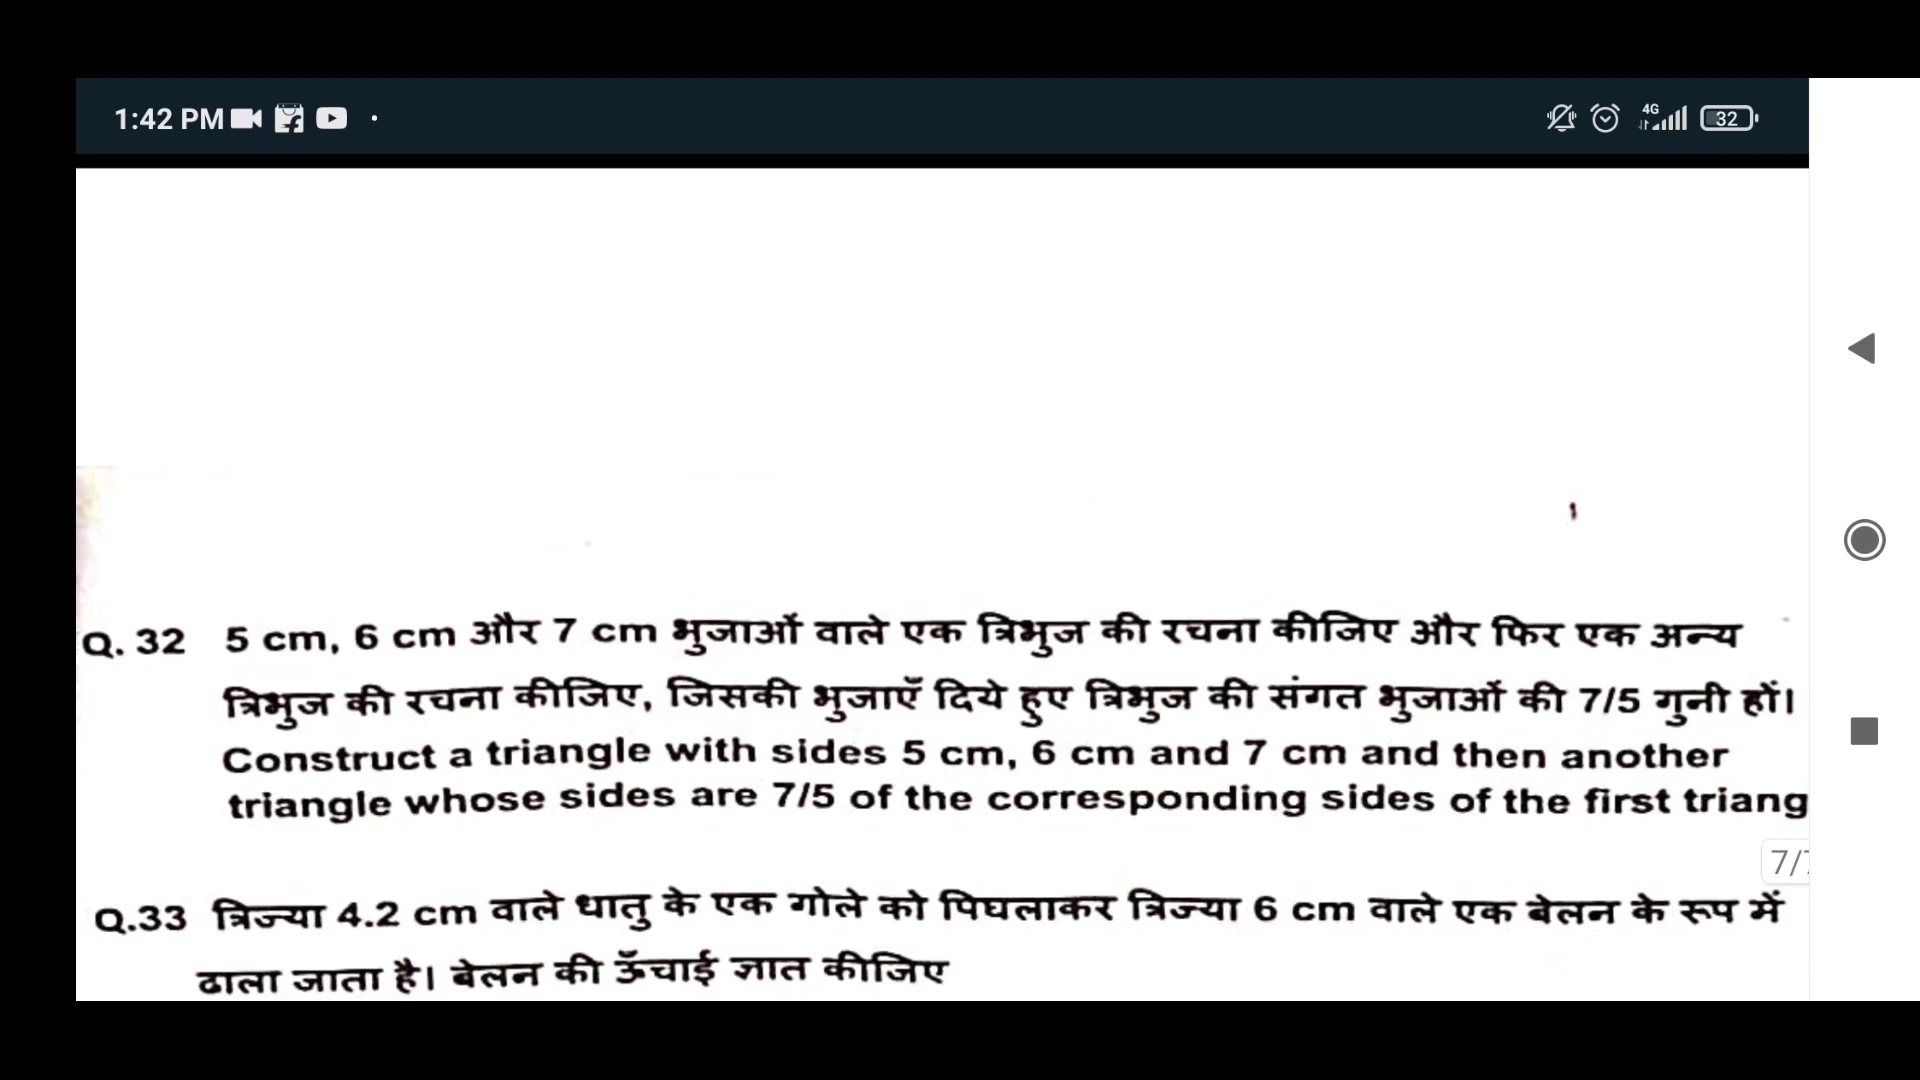 1:42 PM
4G
32
Q. 32 5 cm, 6 cm और 7 cm भुजाओं वाले एक त्रिभुज की रचना कीजिए और फिर एक अन्य
त्रिभुज की रचना कीजिए, जिसकी भुजाएँ दिये हुए त्रिभुज की संगत भुजाओं की 7/5 गुनी हों।
Construct a triangle with sides 5 cm, 6 cm and 7 cm and then another
triangle whose sides are 7/5 of the corresponding sides of the first triang
7/7
Q.33 त्रिज्या 4.2 cm वाले धातु के एक गोले को पिघलाकर त्रिज्या 6 cm वाले एक बेलन के रूप में
ढाला जाता है। बेलन की ऊँचाई ज्ञात कीजिए